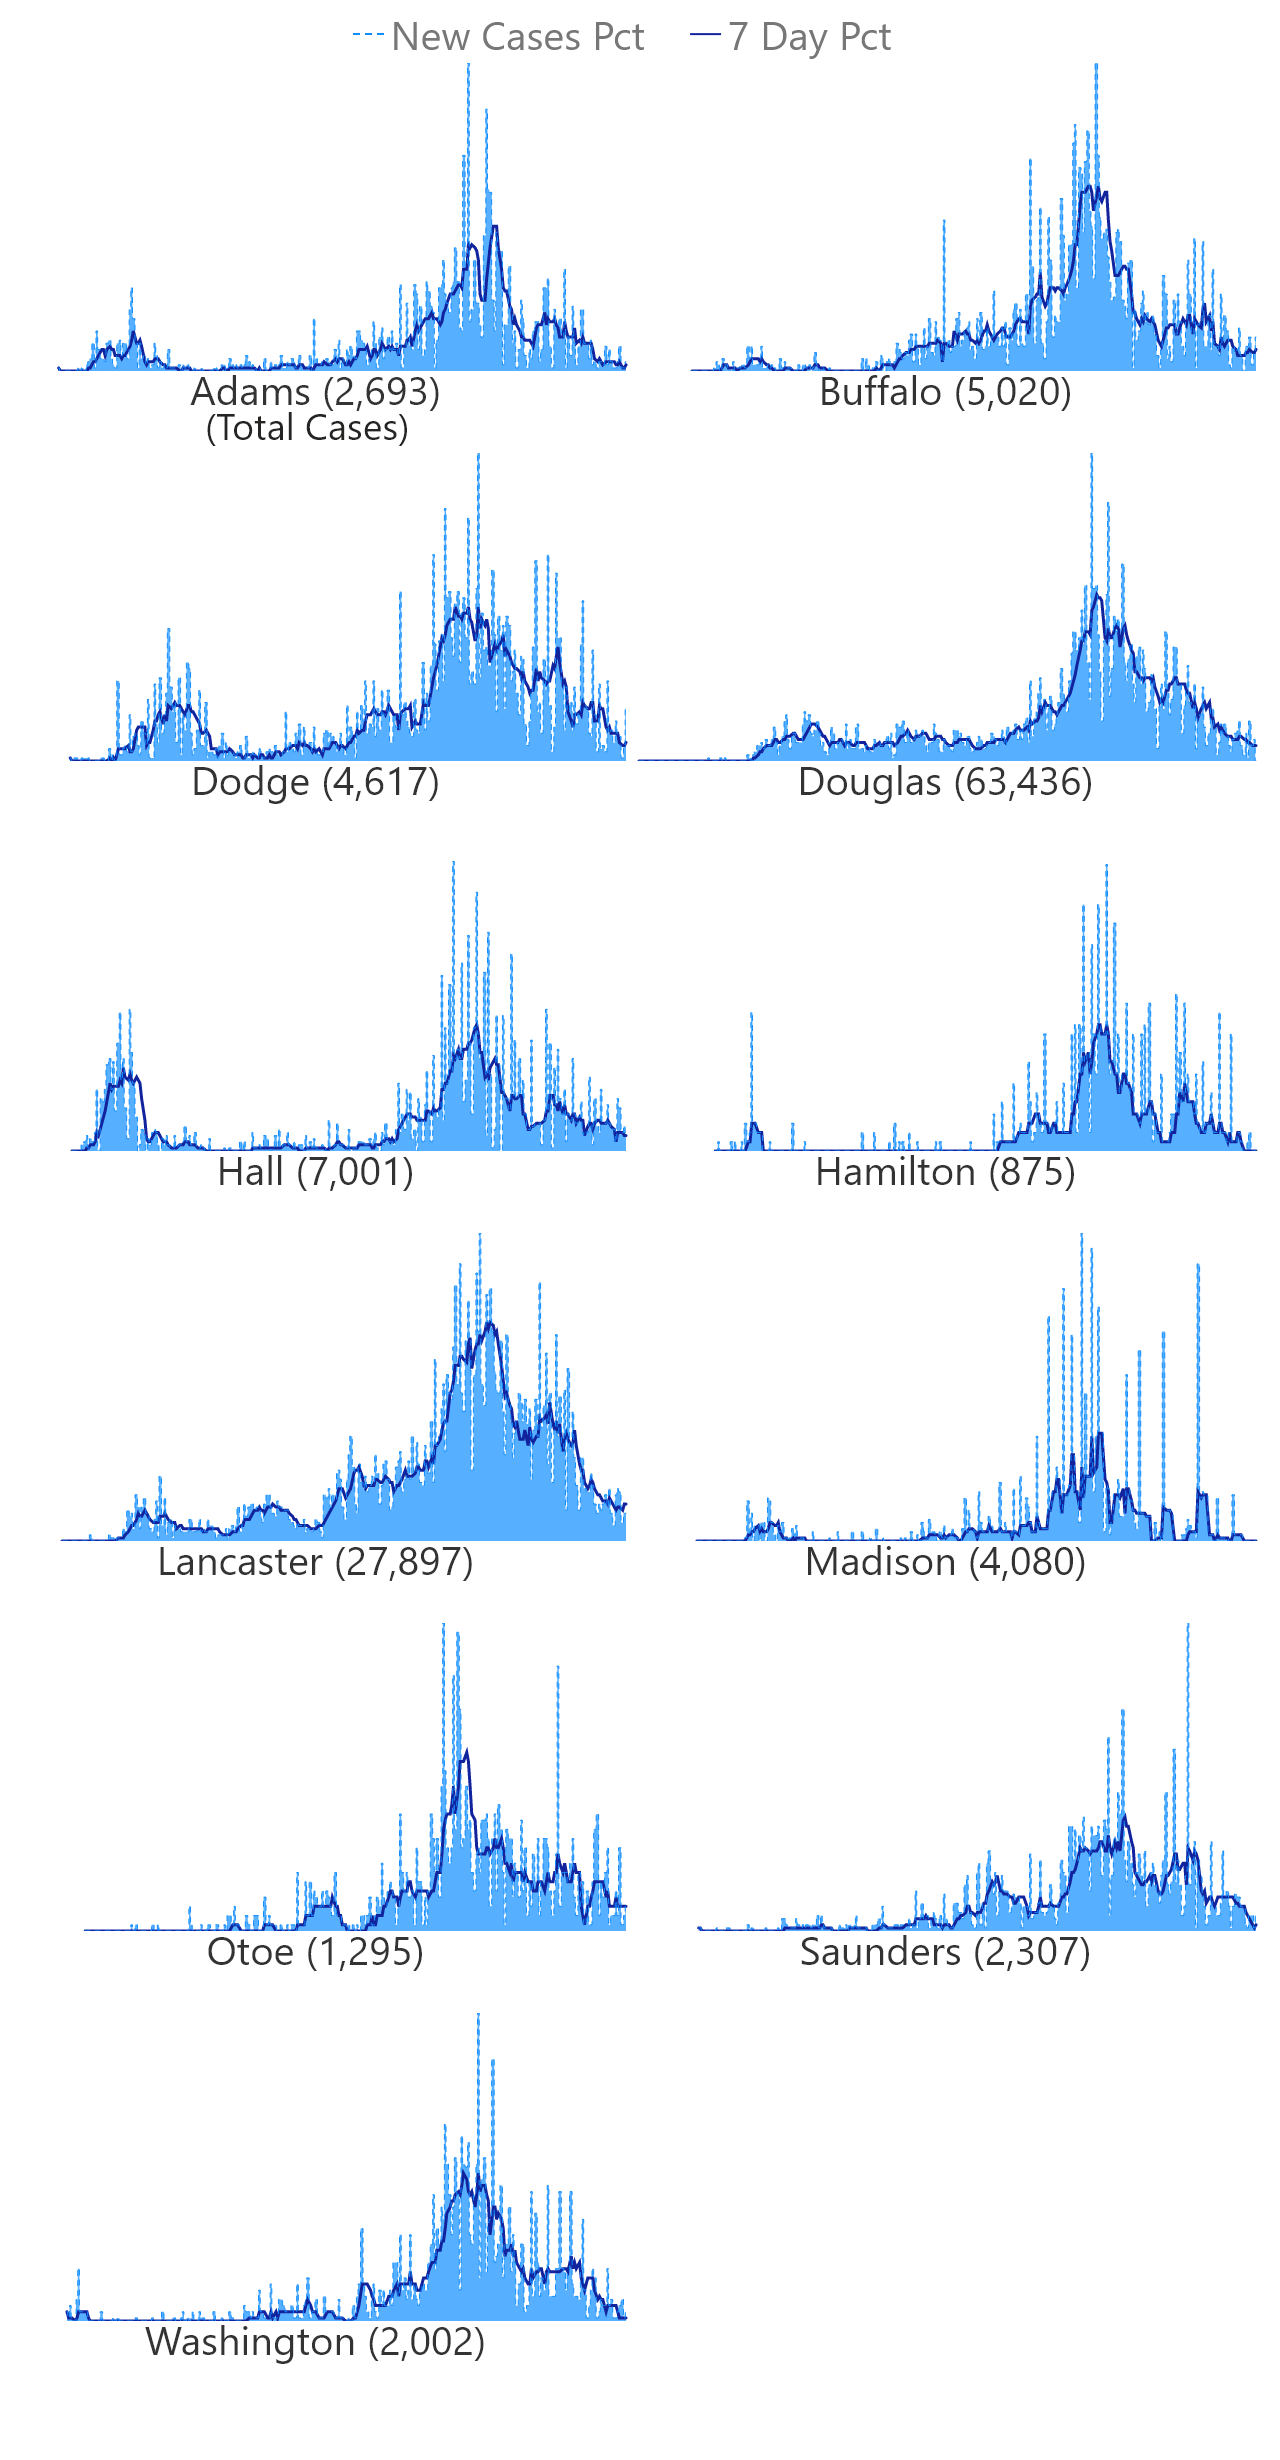 New Cases Pct 7 Day Pct
Adams (2,693) Buffalo (5,020)
(Total Cases)
Dodge (4,617) Douglas (63,436)
Hall (7,001) Hamilton (875)
Lancaster (27,897) Madison (4,080)
Otoe (1,295) Saunders (2,307)
Washington (2,002)